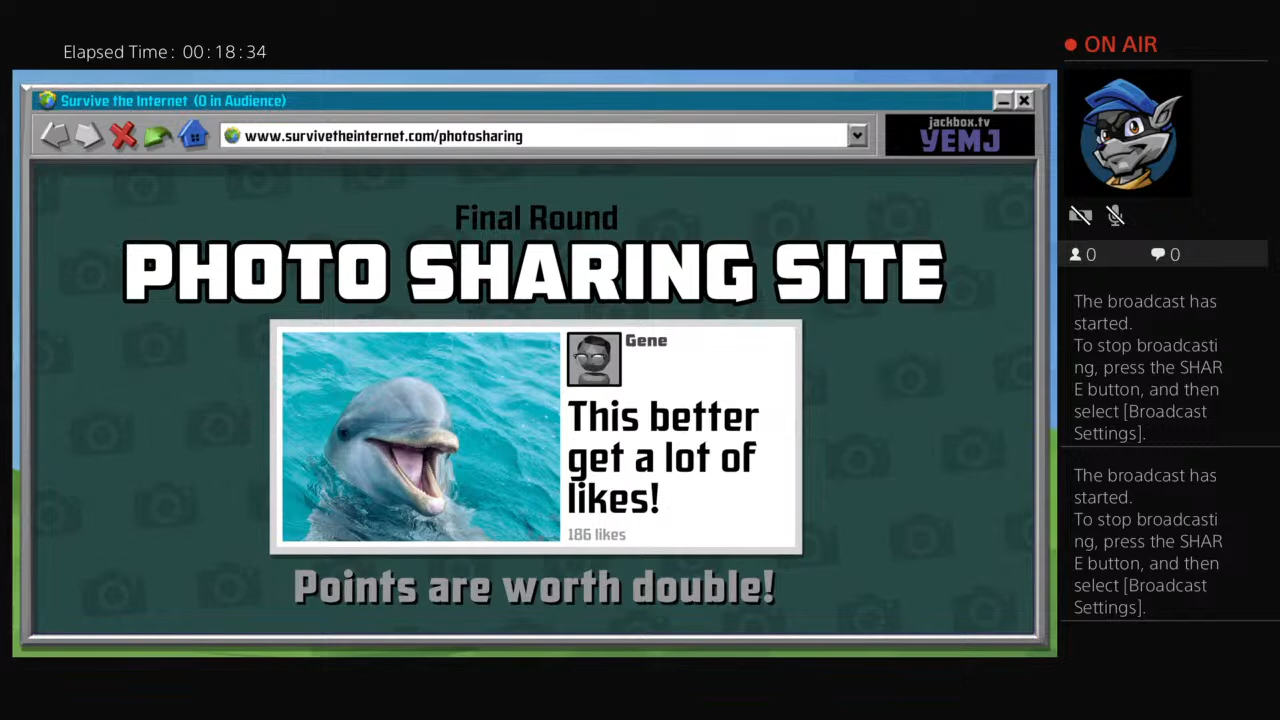 Elapsed Time: 00:18:34
ON AIR
Survive the Internet (0 in Audience)
www.survivetheinternet.com/photosharing
jackbox.tv
YEMJ
Final Round
PHOTO SHARING SITE
Gene
This better
get a lot of
likes!
186 likes
Points are worth double!
0
0
The broadcast has
started.
To stop broadcasti
ng, press the SHAR
E button, and then
select [Broadcast
Settings].
The broadcast has
started.
To stop broadcasti
ng, press the SHAR
E button, and then
select [Broadcast
Settings].